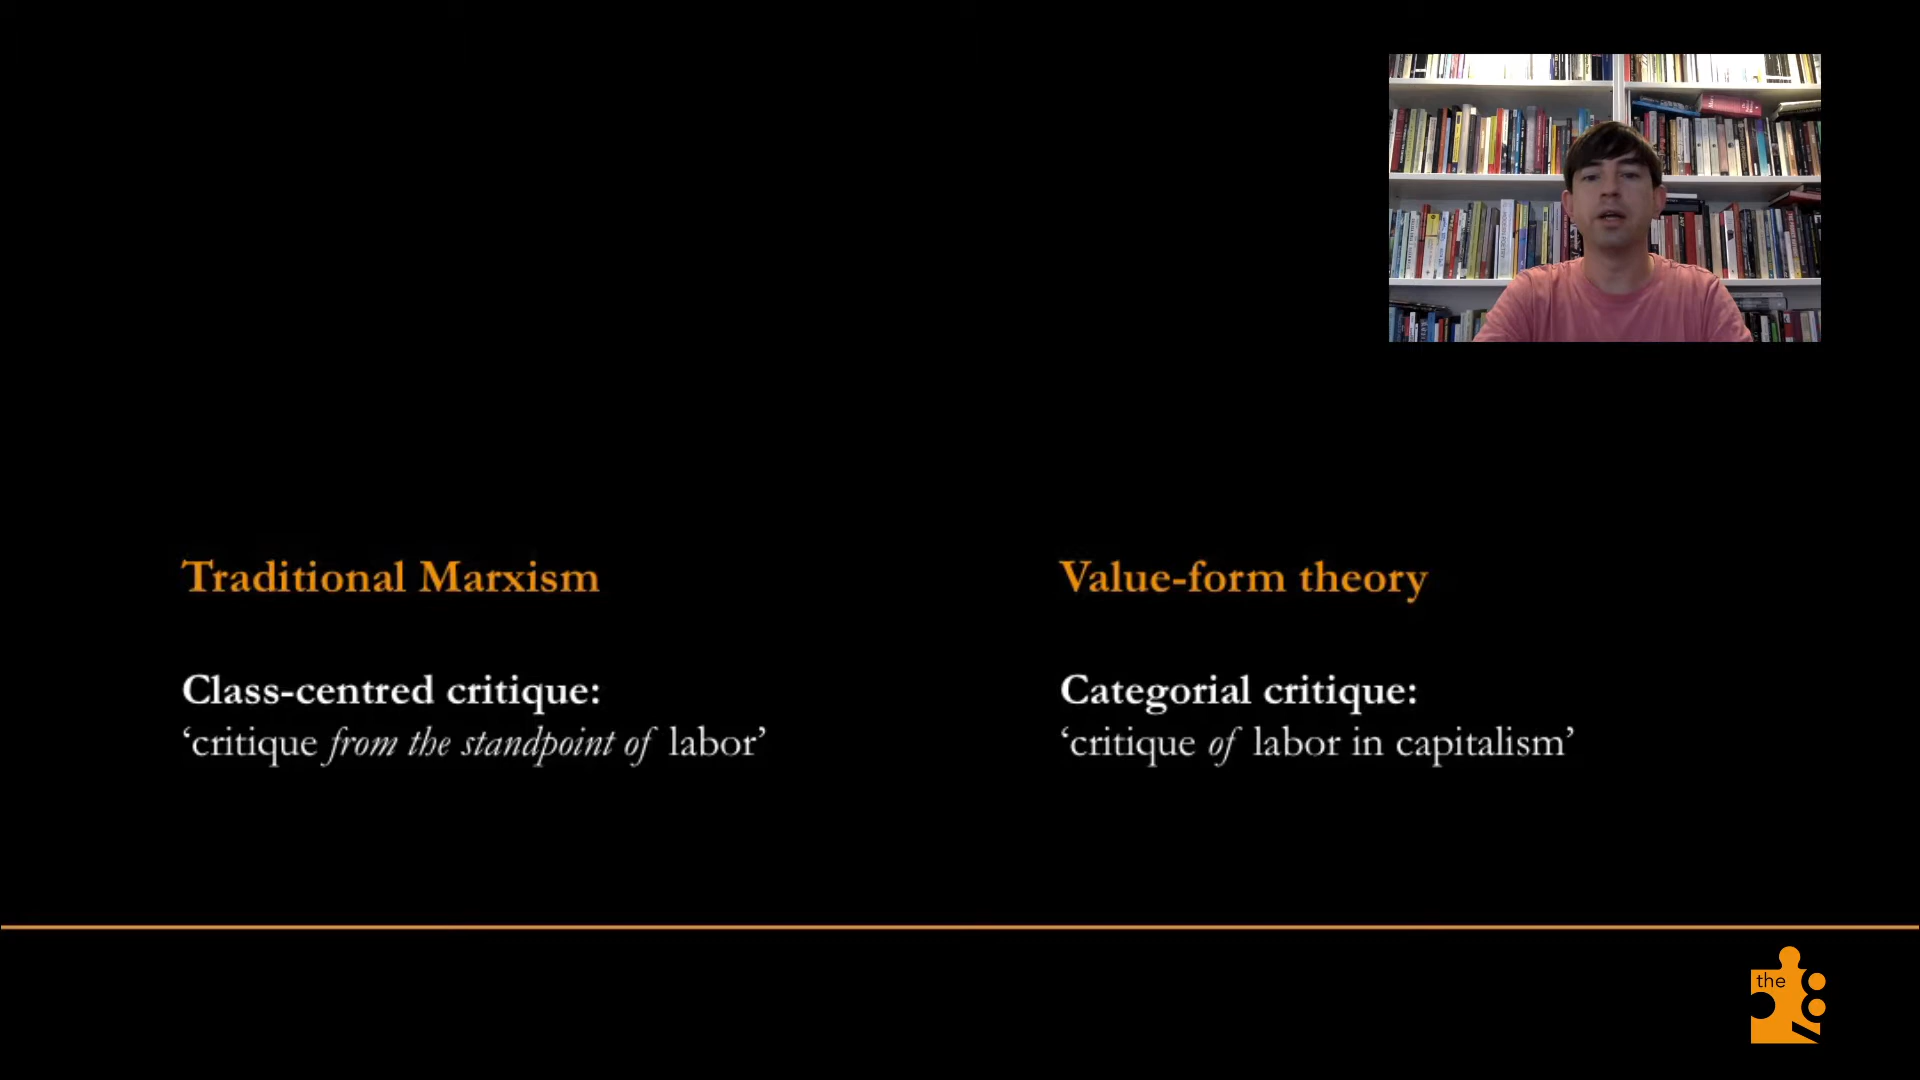 Traditional Marxism
Class-centred critique:
‘critique from the standpoint of labor’
Value-form theory
Categorial critique:
‘critique of labor in capitalism’
the